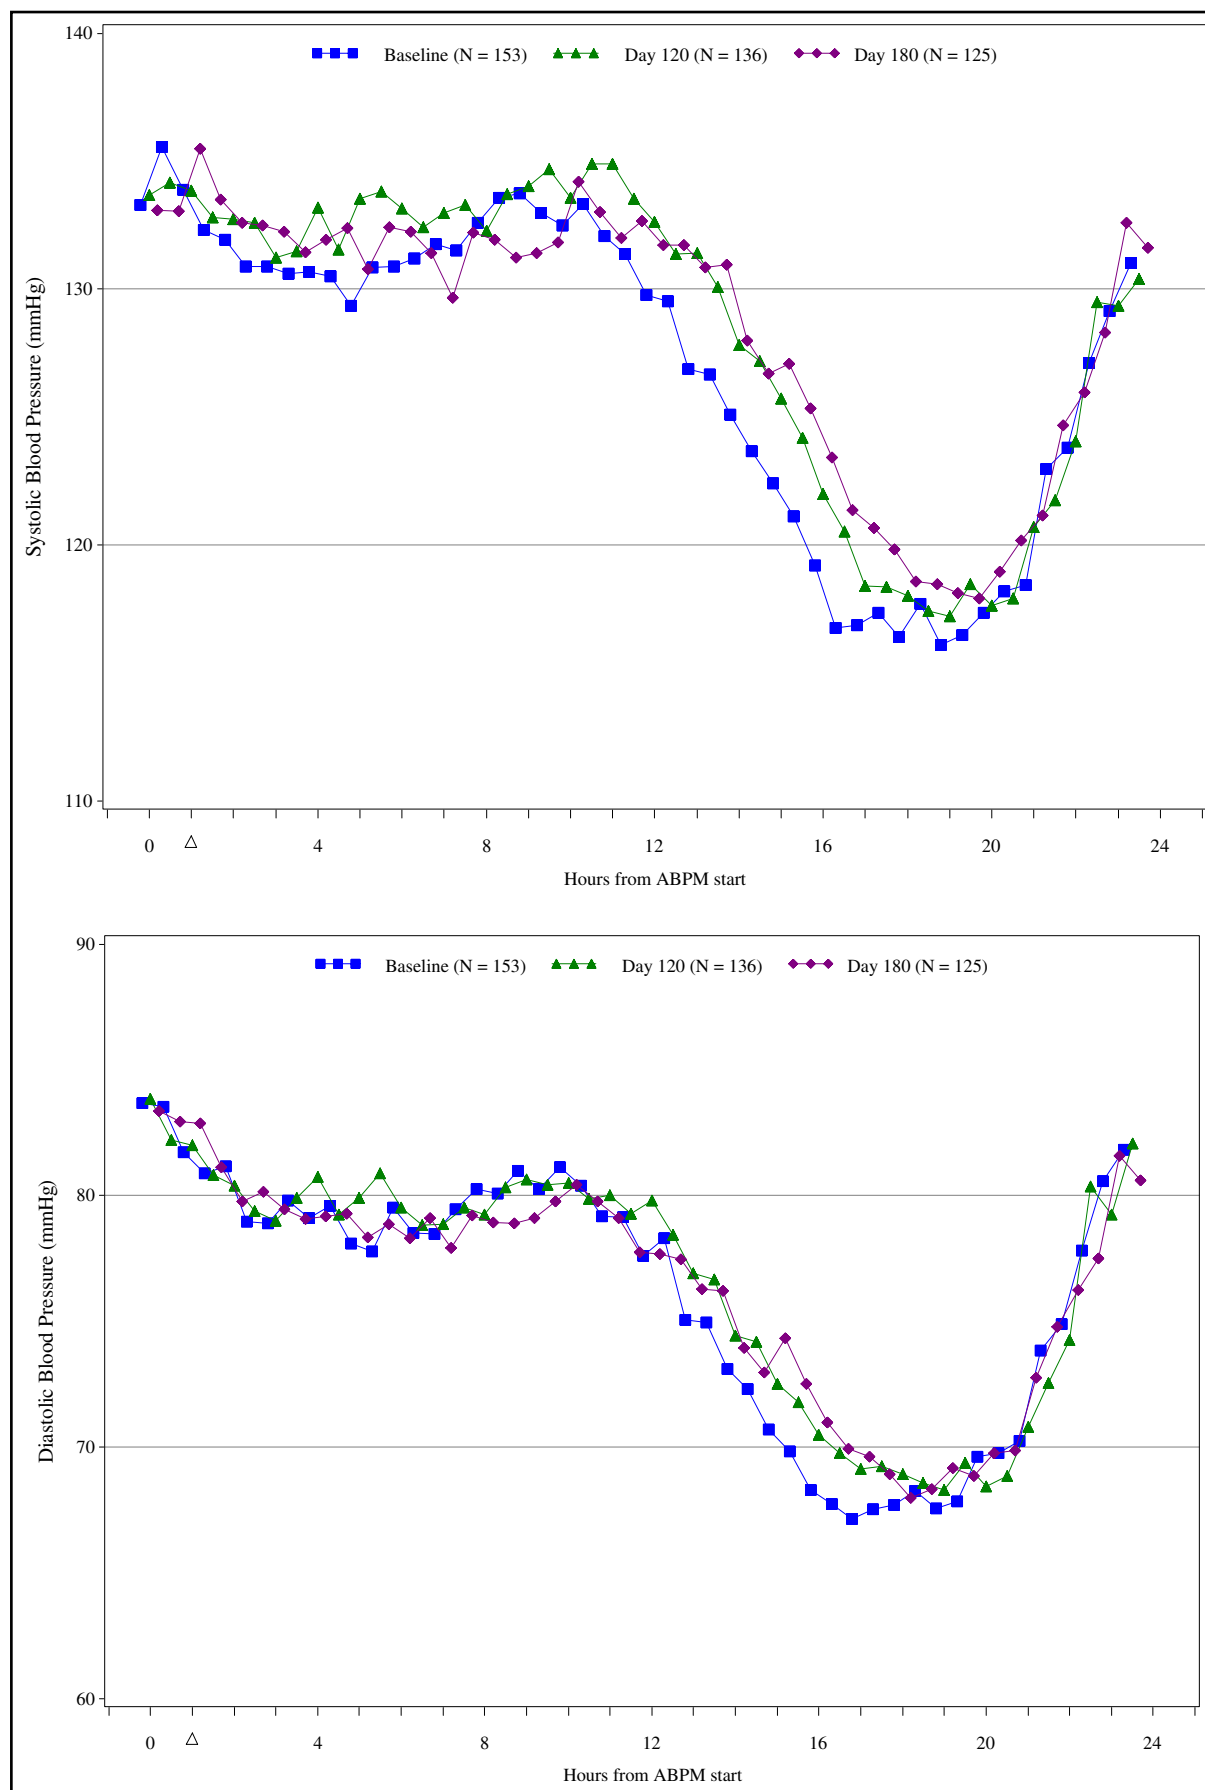 140
Baseline (N = 153) Day 120 (N = 136) Day 180 (N = 125)
130
Systolic Blood Pressure (mmHg)
120
110
0 △ 4 8 12 16 20 24
Hours from ABPM start
90
Baseline (N = 153) Day 120 (N = 136) Day 180 (N = 125)
80
Diastolic Blood Pressure (mmHg)
70
60
0 △ 4 8 12 16 20 24
Hours from ABPM start